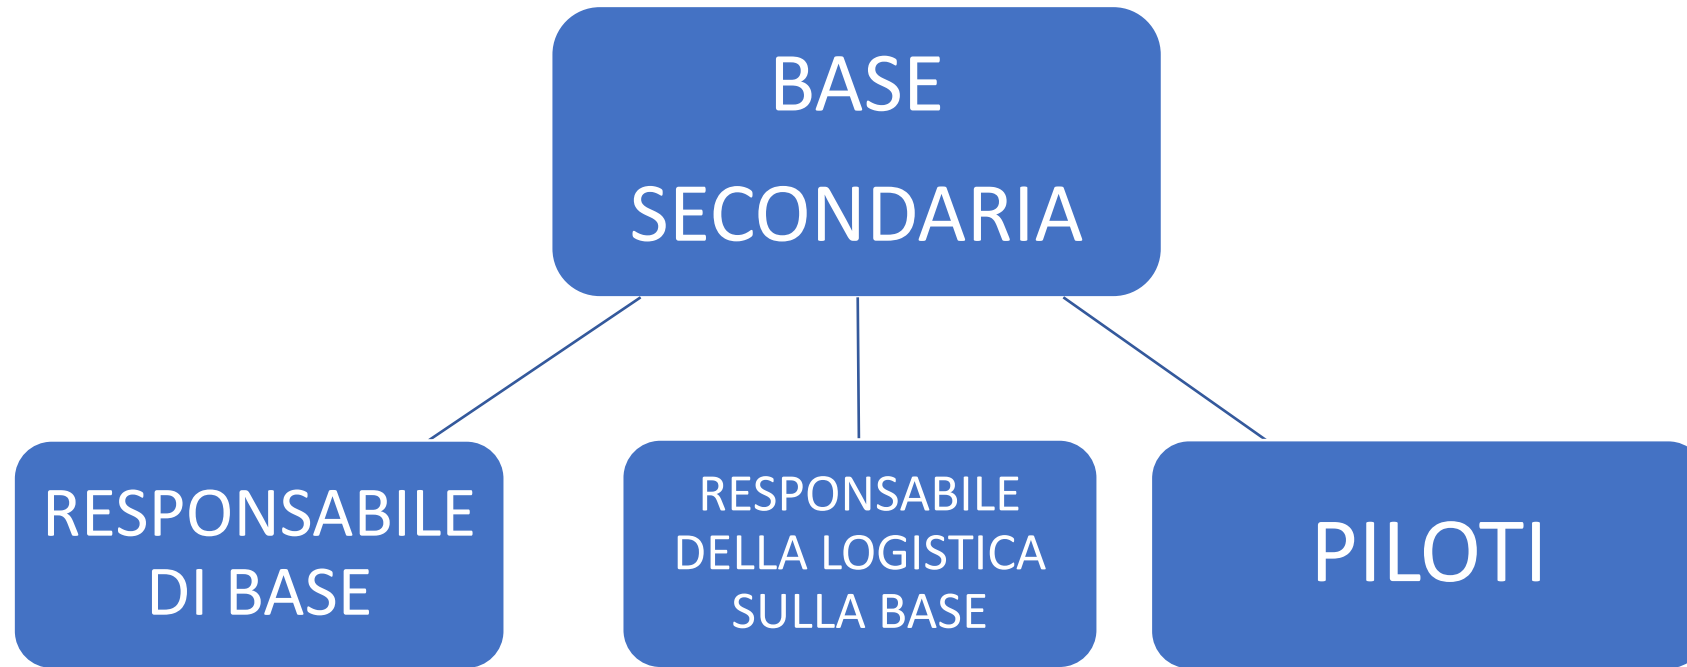 BASE
SECONDARIA
RESPONSABILE
DI BASE
RESPONSABILE
DELLA LOGISTICA
SULLA BASE
PILOTI